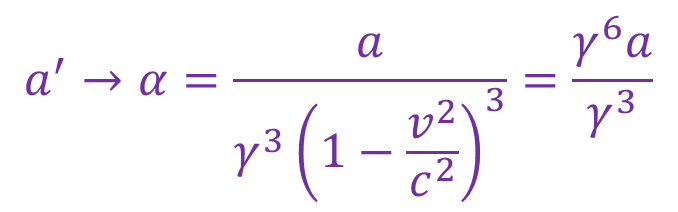 a′ → α = a / (γ³ (1 − v²/c²)³) = γ⁶a / γ³